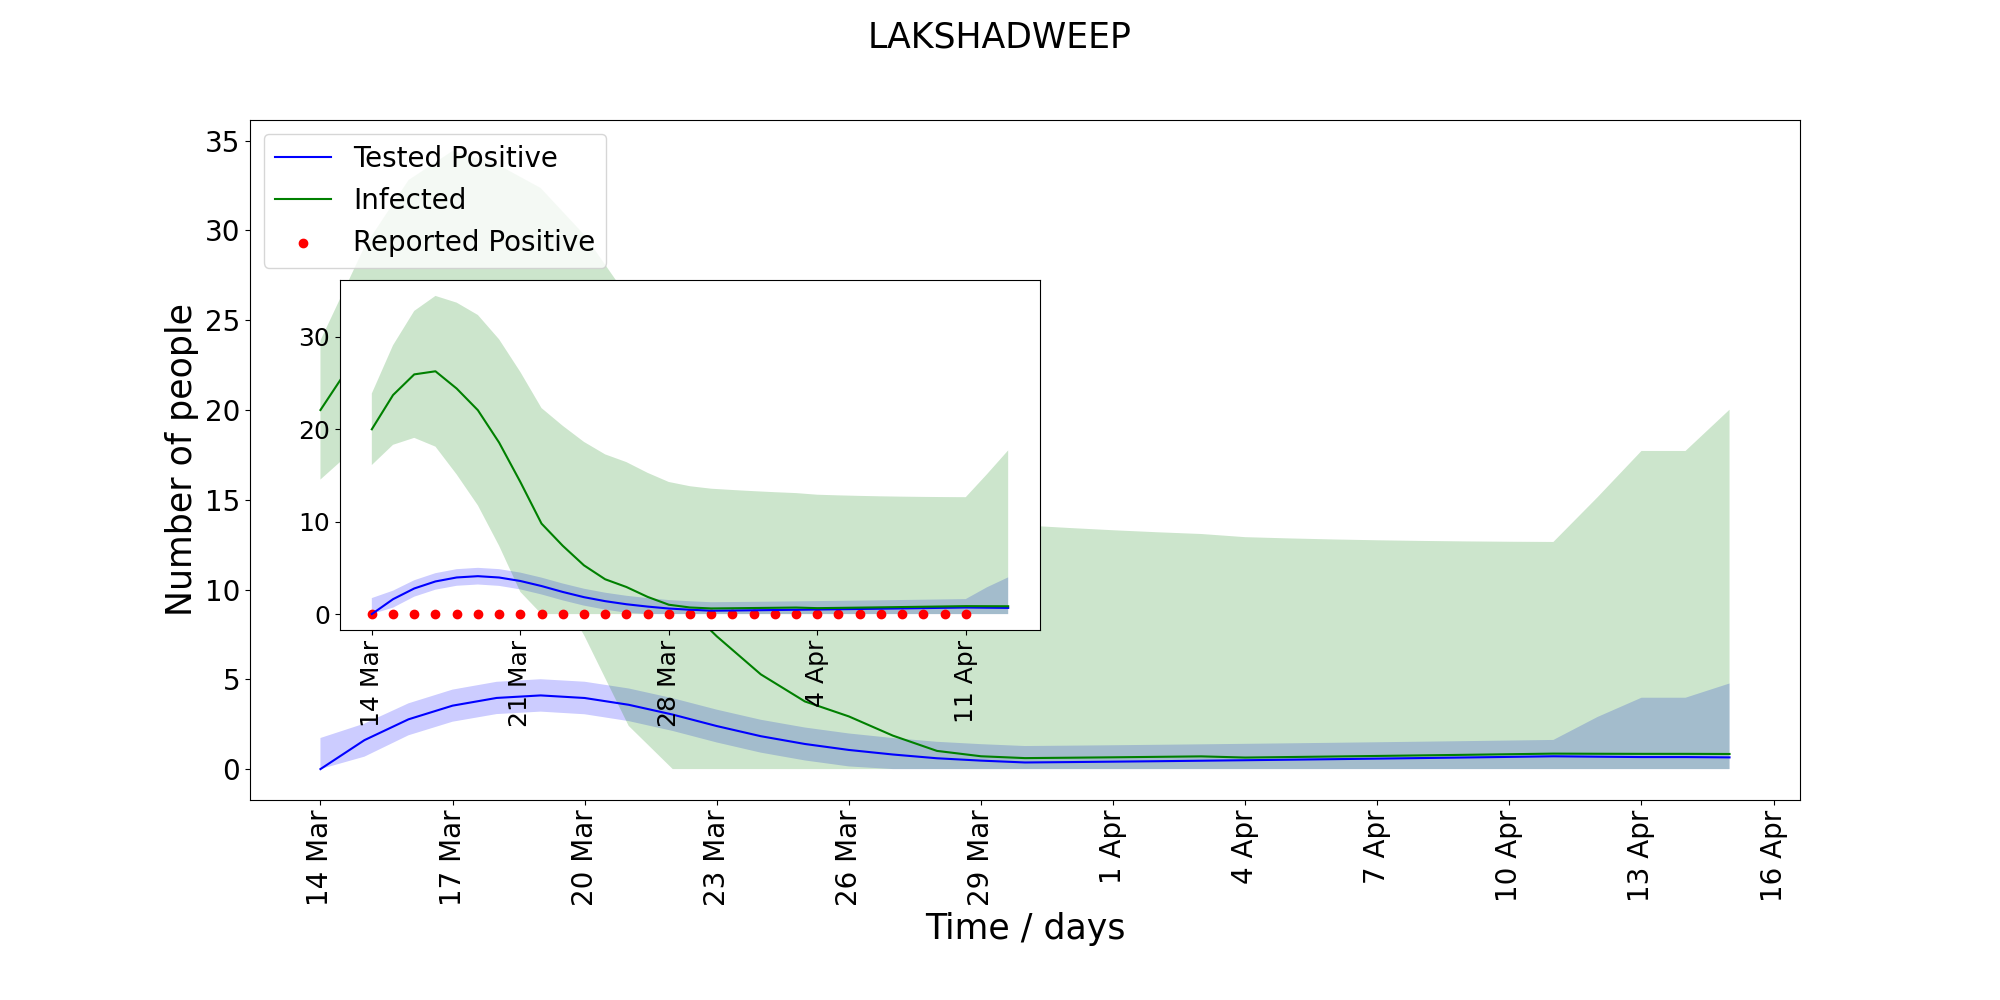 LAKSHADWEEP
Tested Positive
Infected
Reported Positive
Number of people
35
30
25
20
15
10
5
0
30
20
10
0
14 Mar
21 Mar
28 Mar
4 Apr
11 Apr
14 Mar
17 Mar
20 Mar
23 Mar
26 Mar
29 Mar
1 Apr
4 Apr
7 Apr
10 Apr
13 Apr
16 Apr
Time / days